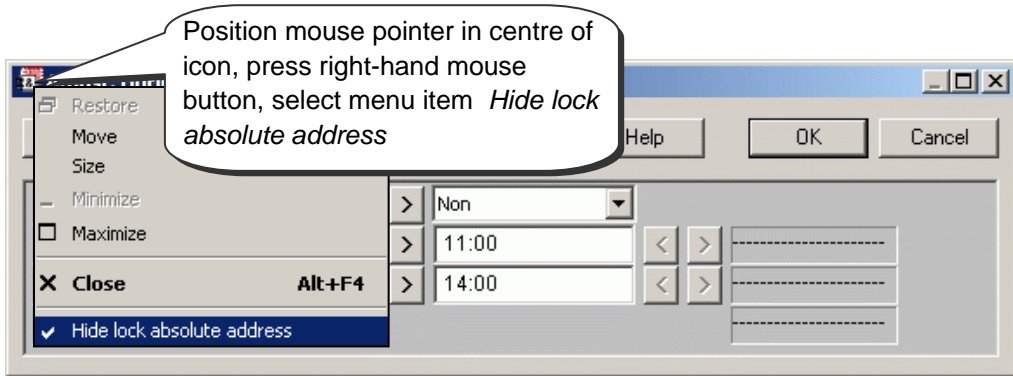 Position mouse pointer in centre of
icon, press right-hand mouse
button, select menu item Hide lock
absolute address
Restore
Move
Size
Minimize
Maximize
Close Alt+F4
Hide lock absolute address
Help OK Cancel
> Non
> 11:00 < > --------------------
> 14:00 < > --------------------
--------------------